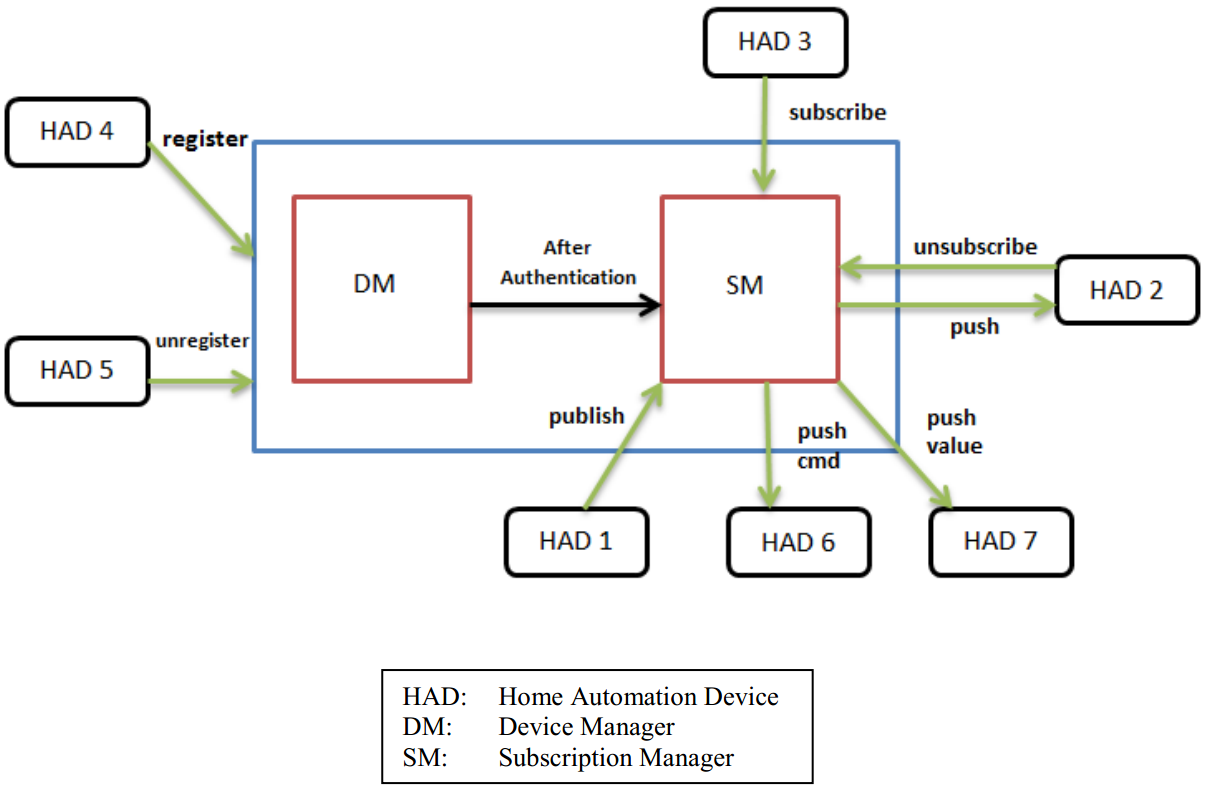 HAD 3
subscribe
HAD 4
register
DM
After
Authentication
SM
unsubscribe
HAD 2
push
unregister
HAD 5
publish
push
cmd
push
value
HAD 1
HAD 6
HAD 7
HAD: Home Automation Device
DM: Device Manager
SM: Subscription Manager